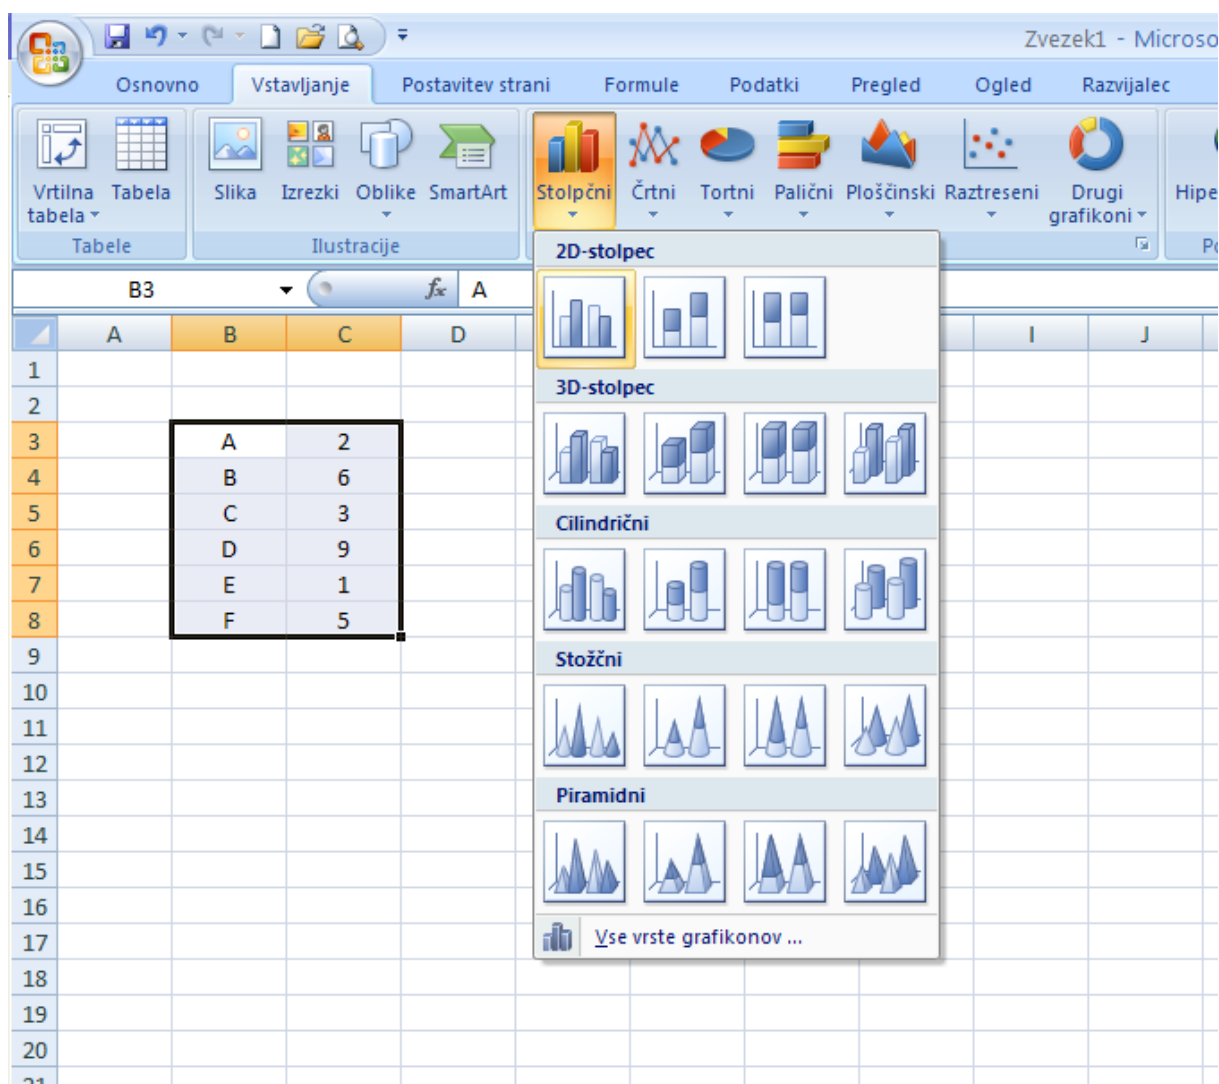 Zvezek1 - Microso
Osnovno Vstavljanje Postavitev strani Formule Podatki Pregled Ogled Razvijalec
Vrtilna tabela Tabela Slika Izrezki Oblike SmartArt Stolpčni Črtni Tortni Palični Ploščinski Raztreseni Drugi grafikoni Hipe
Tabele Ilustracije
B3 fx A
A B C D I J
1
2
3 A 2
4 B 6
5 C 3
6 D 9
7 E 1
8 F 5
9
10
11
12
13
14
15
16
17
18
19
20
21
2D-stolpec
3D-stolpec
Cilindrični
Stožčni
Piramidni
Vse vrste grafikonov ...